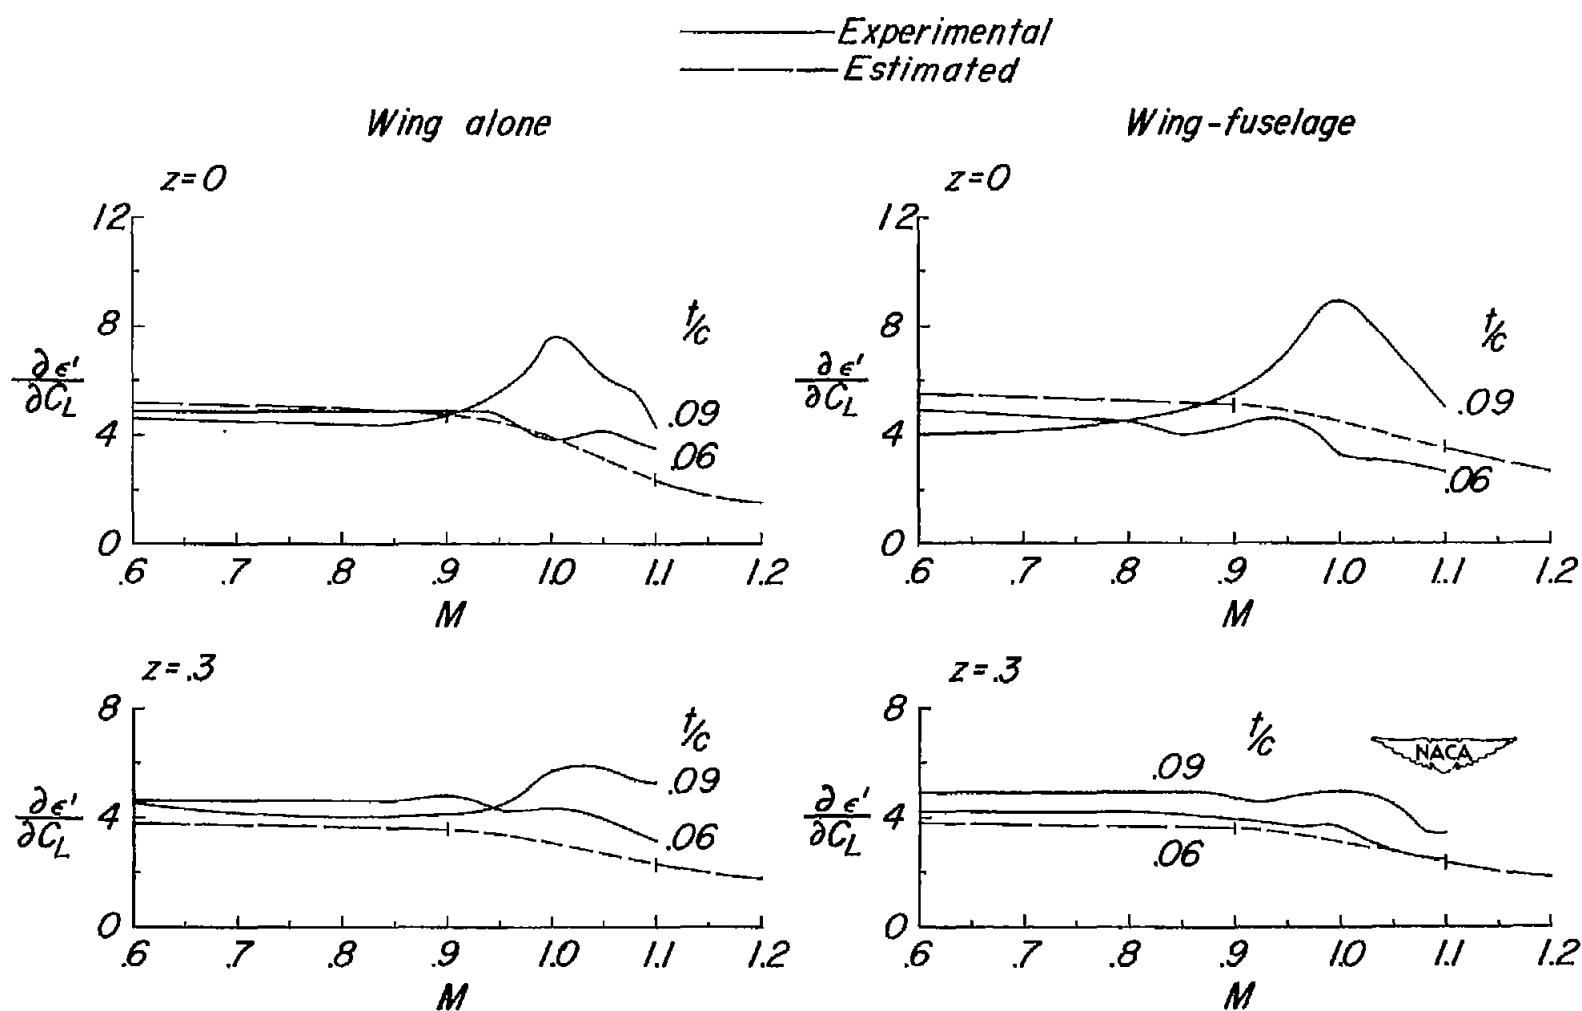 Experimental
Estimated
Wing alone
Wing-fuselage
z=0
12
8
4
0
∂ϵ'
∂C_L
t/c
.09
.06
.6 .7 .8 .9 1.0 1.1 1.2
M
z=0
12
8
4
0
∂ϵ'
∂C_L
t/c
.09
.06
.6 .7 .8 .9 1.0 1.1 1.2
M
z=.3
8
4
0
∂ϵ'
∂C_L
t/c
.09
.06
.6 .7 .8 .9 1.0 1.1 1.2
M
z=.3
8
4
0
∂ϵ'
∂C_L
t/c
.09
.06
NACA
.6 .7 .8 .9 1.0 1.1 1.2
M